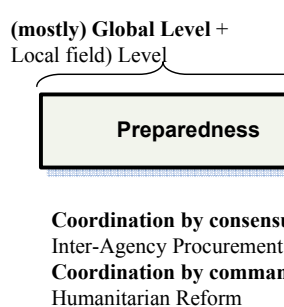 (mostly) Global Level +
Local field) Level
Preparedness
Coordination by consensu
Inter-Agency Procurement
Coordination by comman
Humanitarian Reform